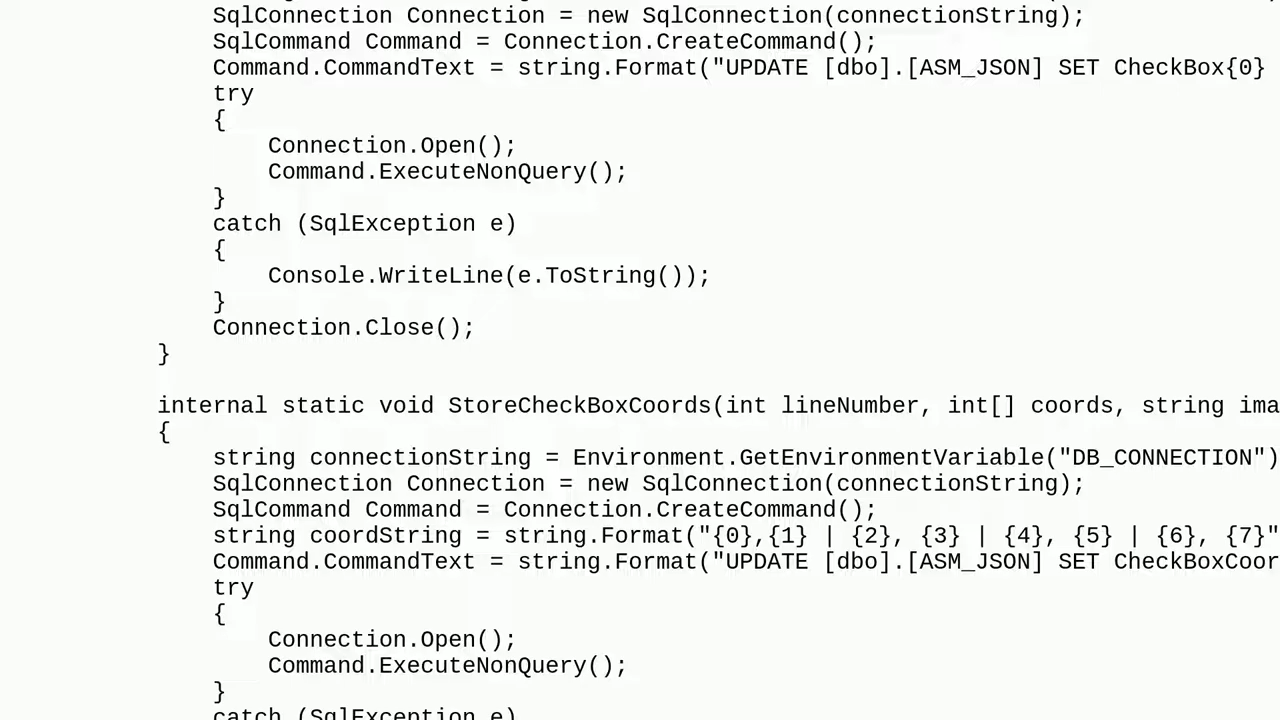 SqlConnection Connection = new SqlConnection(connectionString);
SqlCommand Command = Connection.CreateCommand();
Command.CommandText = string.Format("UPDATE [dbo].[ASM_JSON] SET CheckBox{0}
try
{
Connection.Open();
Command.ExecuteNonQuery();
}
catch (SqlException e)
{
Console.WriteLine(e.ToString());
}
Connection.Close();
}
internal static void StoreCheckBoxCoords(int lineNumber, int[] coords, string ima
{
string connectionString = Environment.GetEnvironmentVariable("DB_CONNECTION")
SqlConnection Connection = new SqlConnection(connectionString);
SqlCommand Command = Connection.CreateCommand();
string coordString = string.Format("{0},{1} | {2}, {3} | {4}, {5} | {6}, {7}"
Command.CommandText = string.Format("UPDATE [dbo].[ASM_JSON] SET CheckBoxCoor
try
{
Connection.Open();
Command.ExecuteNonQuery();
}
catch (SqlException e)